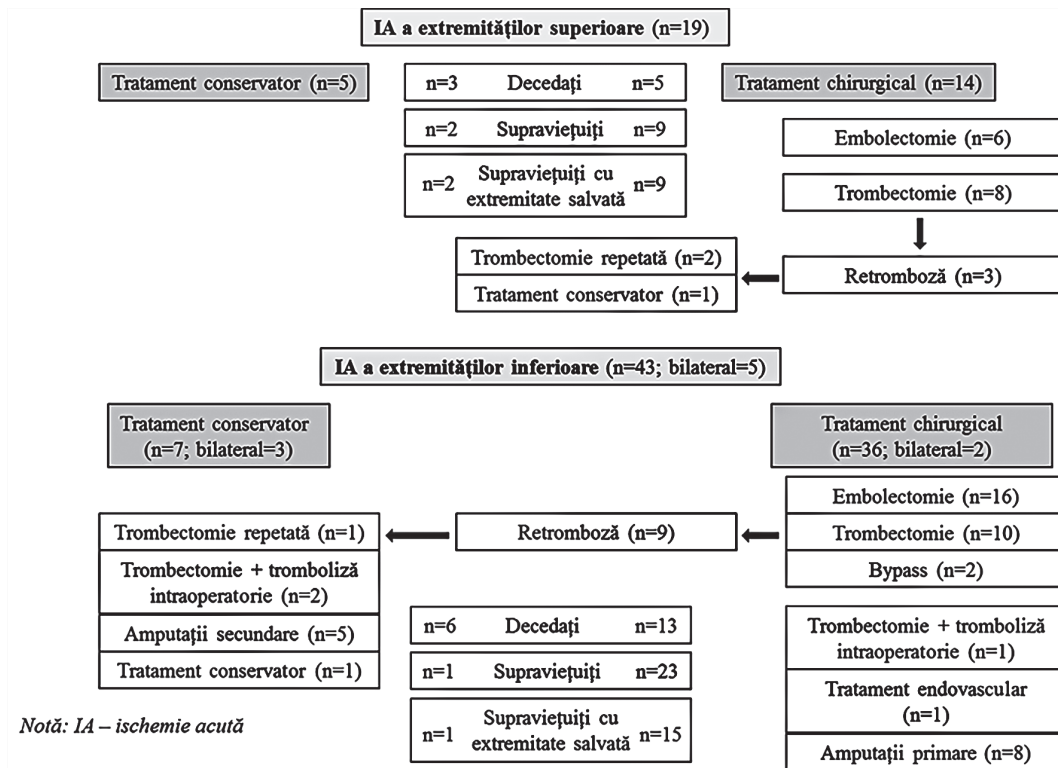 IA a extremităților superioare (n=19)
Tratament conservator (n=5)
n=3 Decedați n=5
Tratament chirurgical (n=14)
n=2 Supraviețuiți n=9
Embolectomie (n=6)
n=2 Supraviețuiți cu extremitate salvată n=9
Trombectomie (n=8)
Trombectomie repetată (n=2)
Tratament conservator (n=1)
Retromboză (n=3)
IA a extremităților inferioare (n=43; bilateral=5)
Tratament conservator
(n=7; bilateral=3)
Tratament chirurgical
(n=36; bilateral=2)
Embolectomie (n=16)
Trombectomie (n=10)
Bypass (n=2)
Retromboză (n=9)
Trombectomie repetată (n=1)
Trombectomie + tromboliză
intraoperatorie (n=2)
Amputații secundare (n=5)
Tratament conservator (n=1)
n=6 Decedați n=13
n=1 Supraviețuiți n=23
n=1 Supraviețuiți cu extremitate salvată n=15
Trombectomie + tromboliză
intraoperatorie (n=1)
Tratament endovascular
(n=1)
Amputații primare (n=8)
Notă: IA – ischemie acută